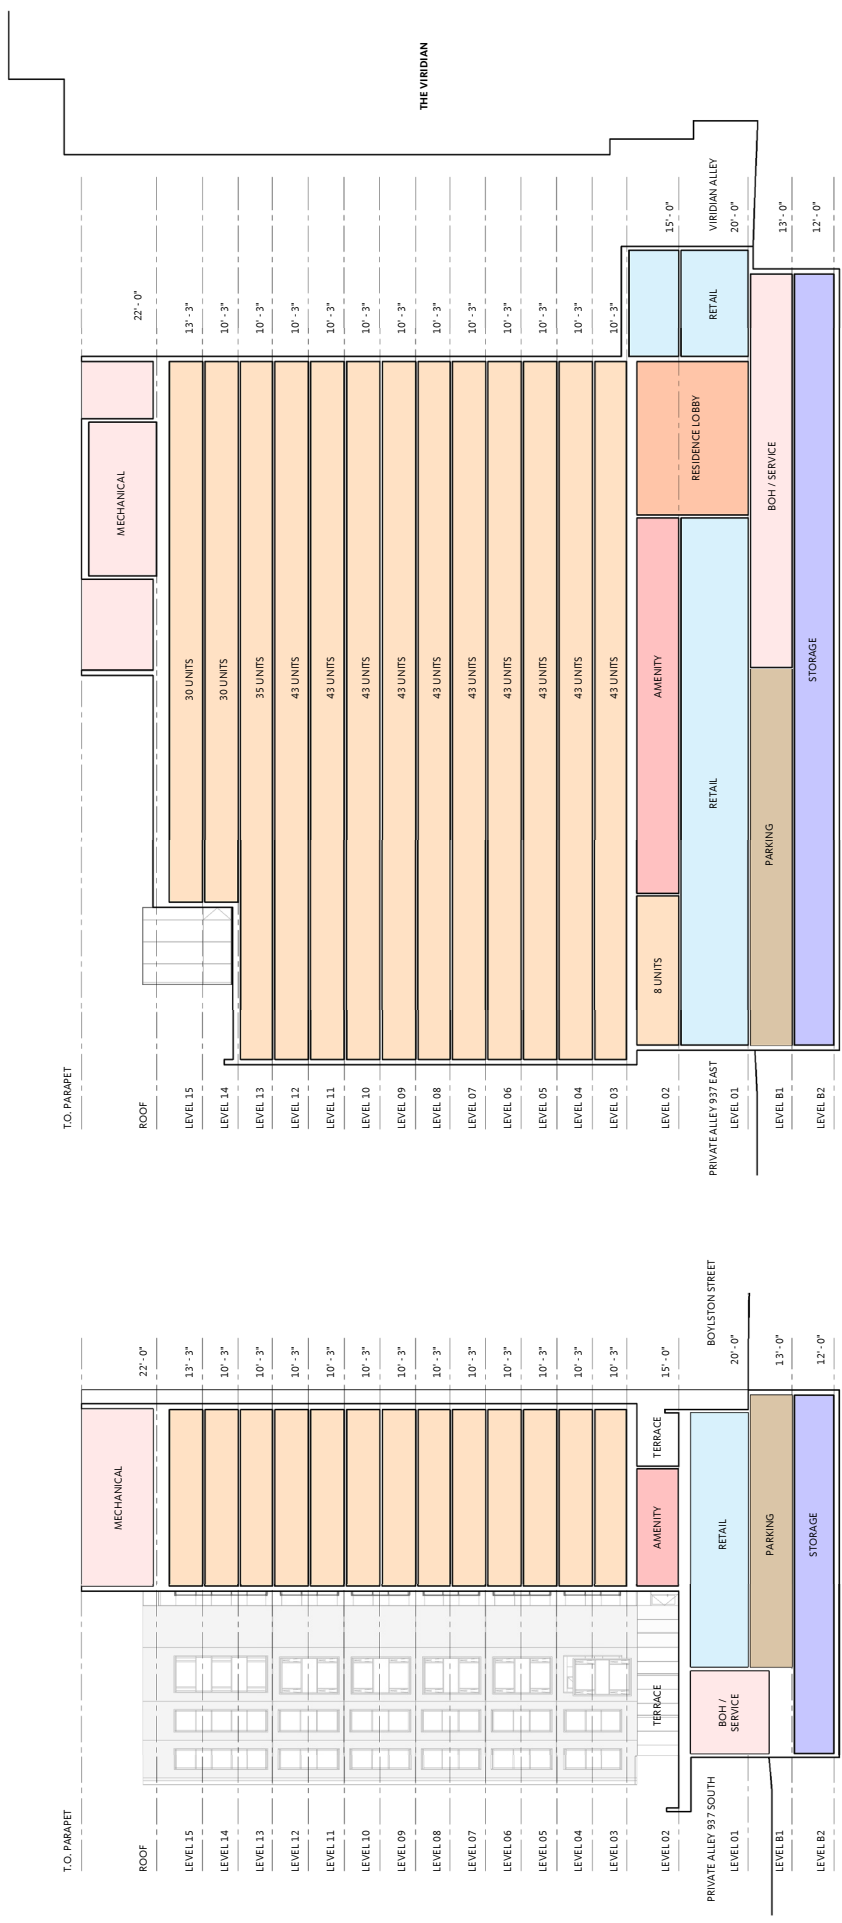 THE VIRIDIAN
T.O. PARAPET
22' - 0"
MECHANICAL
ROOF
13' - 3"
30 UNITS
LEVEL 15
10' - 3"
30 UNITS
LEVEL 14
10' - 3"
35 UNITS
LEVEL 13
10' - 3"
43 UNITS
LEVEL 12
10' - 3"
43 UNITS
LEVEL 11
10' - 3"
43 UNITS
LEVEL 10
10' - 3"
43 UNITS
LEVEL 09
10' - 3"
43 UNITS
LEVEL 08
10' - 3"
43 UNITS
LEVEL 07
10' - 3"
43 UNITS
LEVEL 06
10' - 3"
43 UNITS
LEVEL 05
10' - 3"
43 UNITS
LEVEL 04
10' - 3"
43 UNITS
LEVEL 03
15' - 0"
RESIDENCE LOBBY
AMENITY
8 UNITS
LEVEL 02
VIRIDIAN ALLEY
20' - 0"
RETAIL
RETAIL
PRIVATE ALLEY 937 EAST
LEVEL 01
13' - 0"
BOH / SERVICE
PARKING
LEVEL B1
12' - 0"
STORAGE
LEVEL B2
T.O. PARAPET
22' - 0"
MECHANICAL
ROOF
13' - 3"
LEVEL 15
10' - 3"
LEVEL 14
10' - 3"
LEVEL 13
10' - 3"
LEVEL 12
10' - 3"
LEVEL 11
10' - 3"
LEVEL 10
10' - 3"
LEVEL 09
10' - 3"
LEVEL 08
10' - 3"
LEVEL 07
10' - 3"
LEVEL 06
10' - 3"
LEVEL 05
10' - 3"
LEVEL 04
10' - 3"
LEVEL 03
15' - 0"
TERRACE
AMENITY
TERRACE
LEVEL 02
BOYLSTON STREET
20' - 0"
RETAIL
BOH /
SERVICE
PRIVATE ALLEY 937 SOUTH
LEVEL 01
13' - 0"
PARKING
LEVEL B1
12' - 0"
STORAGE
LEVEL B2